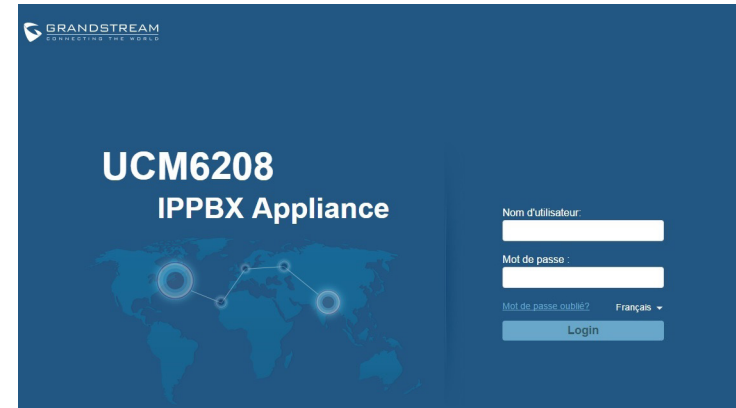 GRANDSTREAM
CONNECTING THE WORLD
UCM6208
IPPBX Appliance
Nom d'utilisateur:
Mot de passe :
Mot de passe oublié?
Français
Login